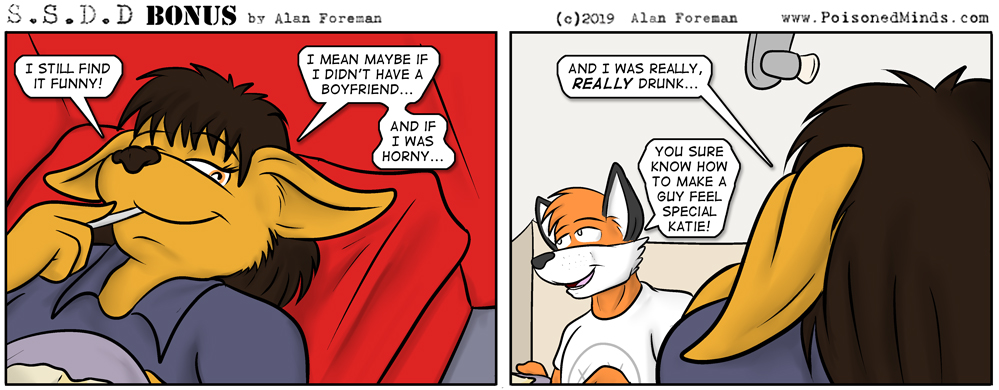 S.S.D.D BONUS by Alan Foreman (c)2019 Alan Foreman www.PoisonedMinds.com
I STILL FIND
IT FUNNY!
I MEAN MAYBE IF
I DIDN'T HAVE A
BOYFRIEND...
AND IF
I WAS
HORNY...
AND I WAS REALLY,
REALLY DRUNK...
YOU SURE
KNOW HOW
TO MAKE A
GUY FEEL
SPECIAL
KATIE!